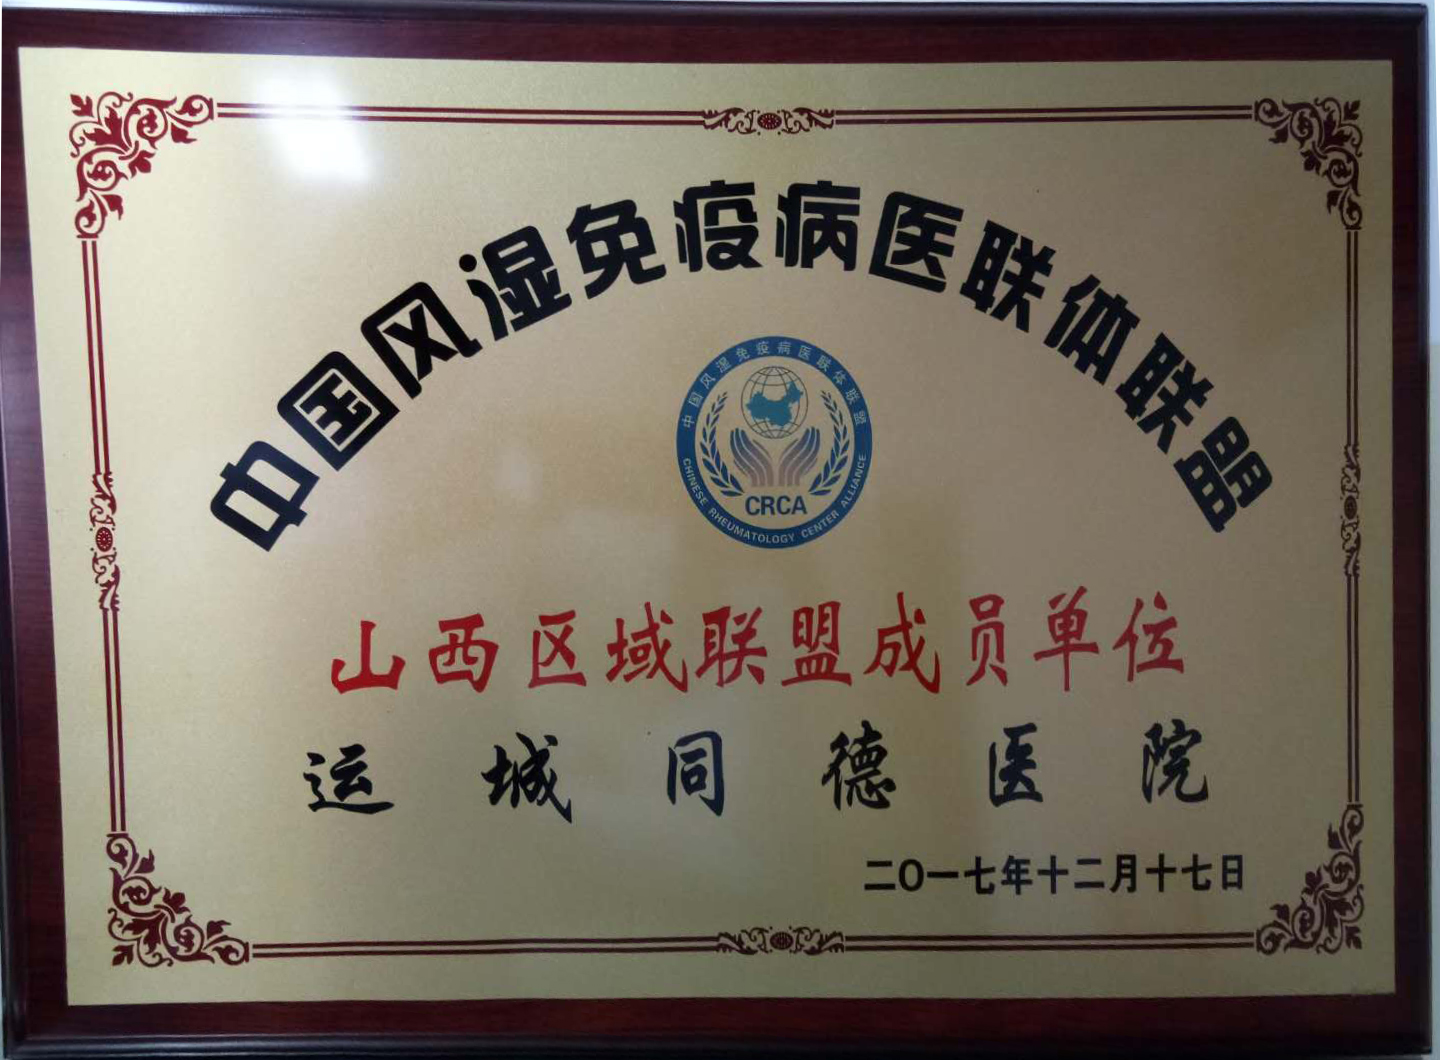 中国风湿免疫病医联体联盟
中国风湿免疫病医联体联盟
CRCA
CHINESE RHEUMATOLOGY CENTER ALLIANCE
山西区域联盟成员单位
运城同德医院
二〇一七年十二月十七日